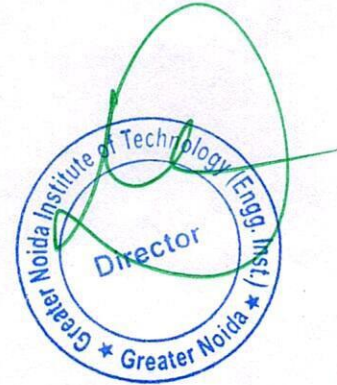 Greater Noida Institute of Technology (Engg. Inst.)
Director
★ Greater Noida ★